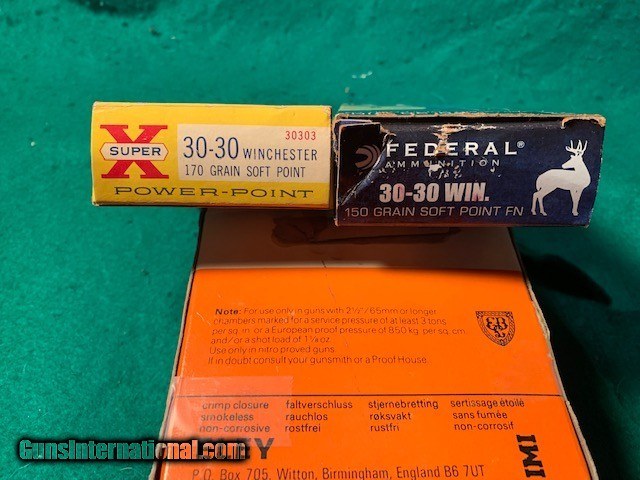 X
SUPER
30303
30-30 WINCHESTER
170 GRAIN SOFT POINT
POWER-POINT
FEDERAL®
AMMUNITION
30-30 WIN.
150 GRAIN SOFT POINT FN
Note: For use only in guns with 2½"/65mm or longer
chambers marked for a service pressure of at least 3 tons
per sq. in. or a European proof pressure of 850 kg. per sq. cm
and/or a shot load of 1⅛ oz.
Use only in nitro proved guns.
If in doubt consult your gunsmith or a Proof House.
crimp closure faltverschluss stjernebretting sertissage étoilé
smokeless rauchlos røksvakt sans fumée
non-corrosive rostfrei rustfri non-corrosif
EY
IMI
P.O. Box 705, Witton, Birmingham, England B6 7UT
GunsInternational.com